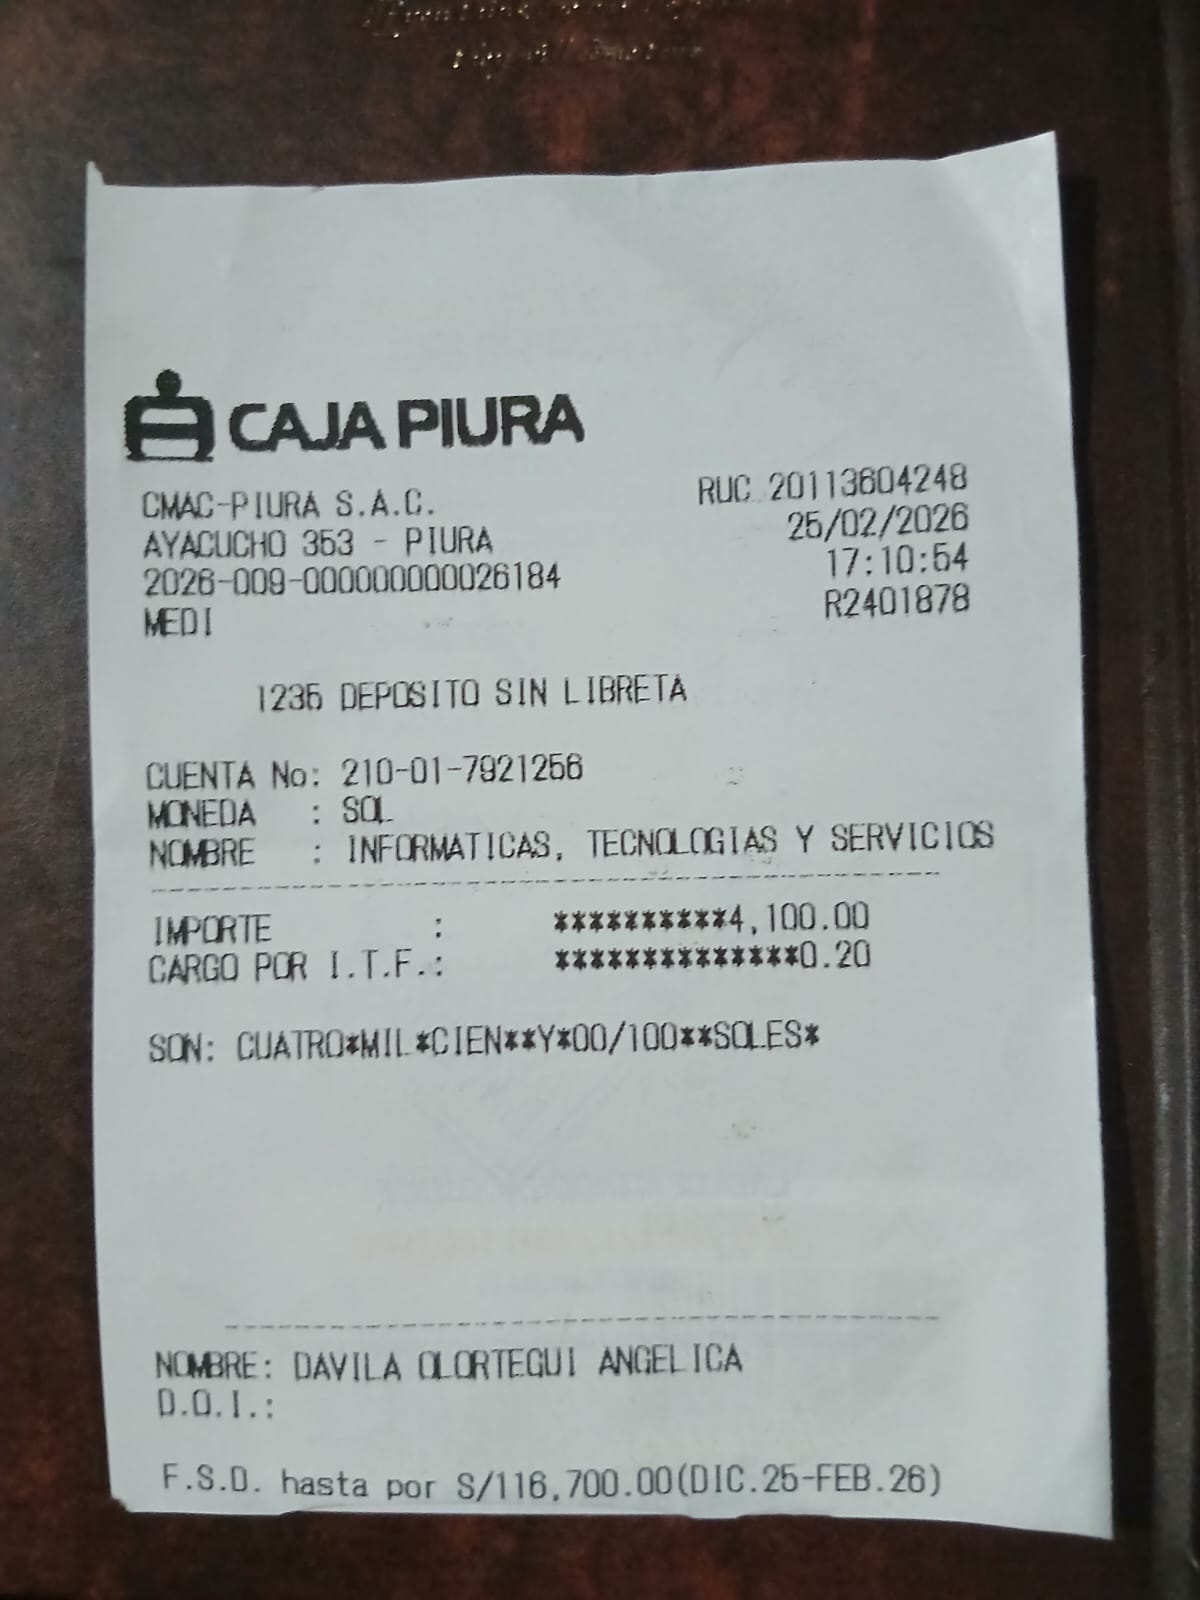 CAJA PIURA
CMAC-PIURA S.A.C. RUC 20113604248
AYACUCHO 353 - PIURA 25/02/2026
2026-009-000000000026184 17:10:54
MEDI R2401878
1235 DEPOSITO SIN LIBRETA
CUENTA No: 210-01-7921256
MONEDA : SOL
NOMBRE : INFORMATICAS, TECNOLOGIAS Y SERVICIOS
IMPORTE : **********4,100.00
CARGO POR I.T.F.: **************0.20
SON: CUATRO*MIL*CIEN**Y*00/100**SOLES*
NOMBRE: DAVILA OLORTEGUI ANGELICA
D.O.I.:
F.S.D. hasta por S/116,700.00(DIC.25-FEB.26)